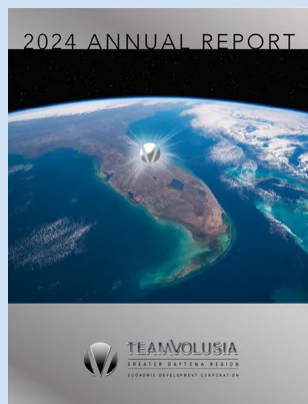 2024 ANNUAL REPORT
TEAMVOLUSIA
GREATER DAYTONA REGION
ECONOMIC DEVELOPMENT CORPORATION